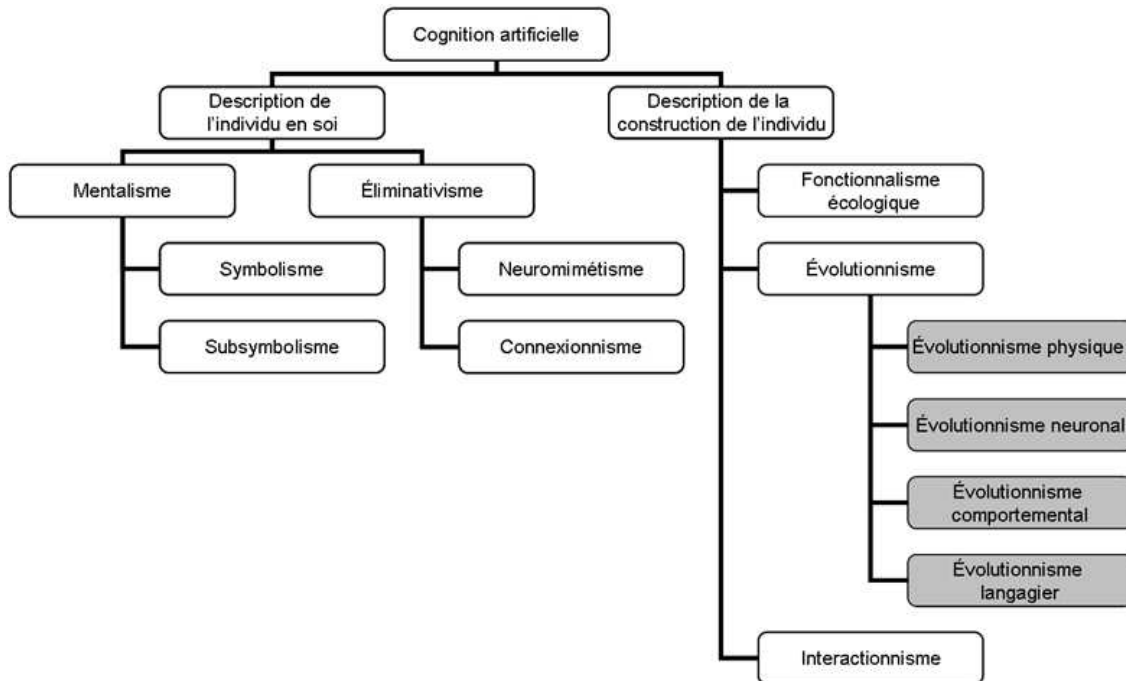 Cognition artificielle
Description de
l'individu en soi
Description de la
construction de l'individu
Mentalisme
Éliminativisme
Fonctionnalisme
écologique
Symbolisme
Neuromimétisme
Évolutionnisme
Subsymbolisme
Connexionnisme
Évolutionnisme physique
Évolutionnisme neuronal
Évolutionnisme
comportemental
Évolutionnisme
langagier
Interactionnisme